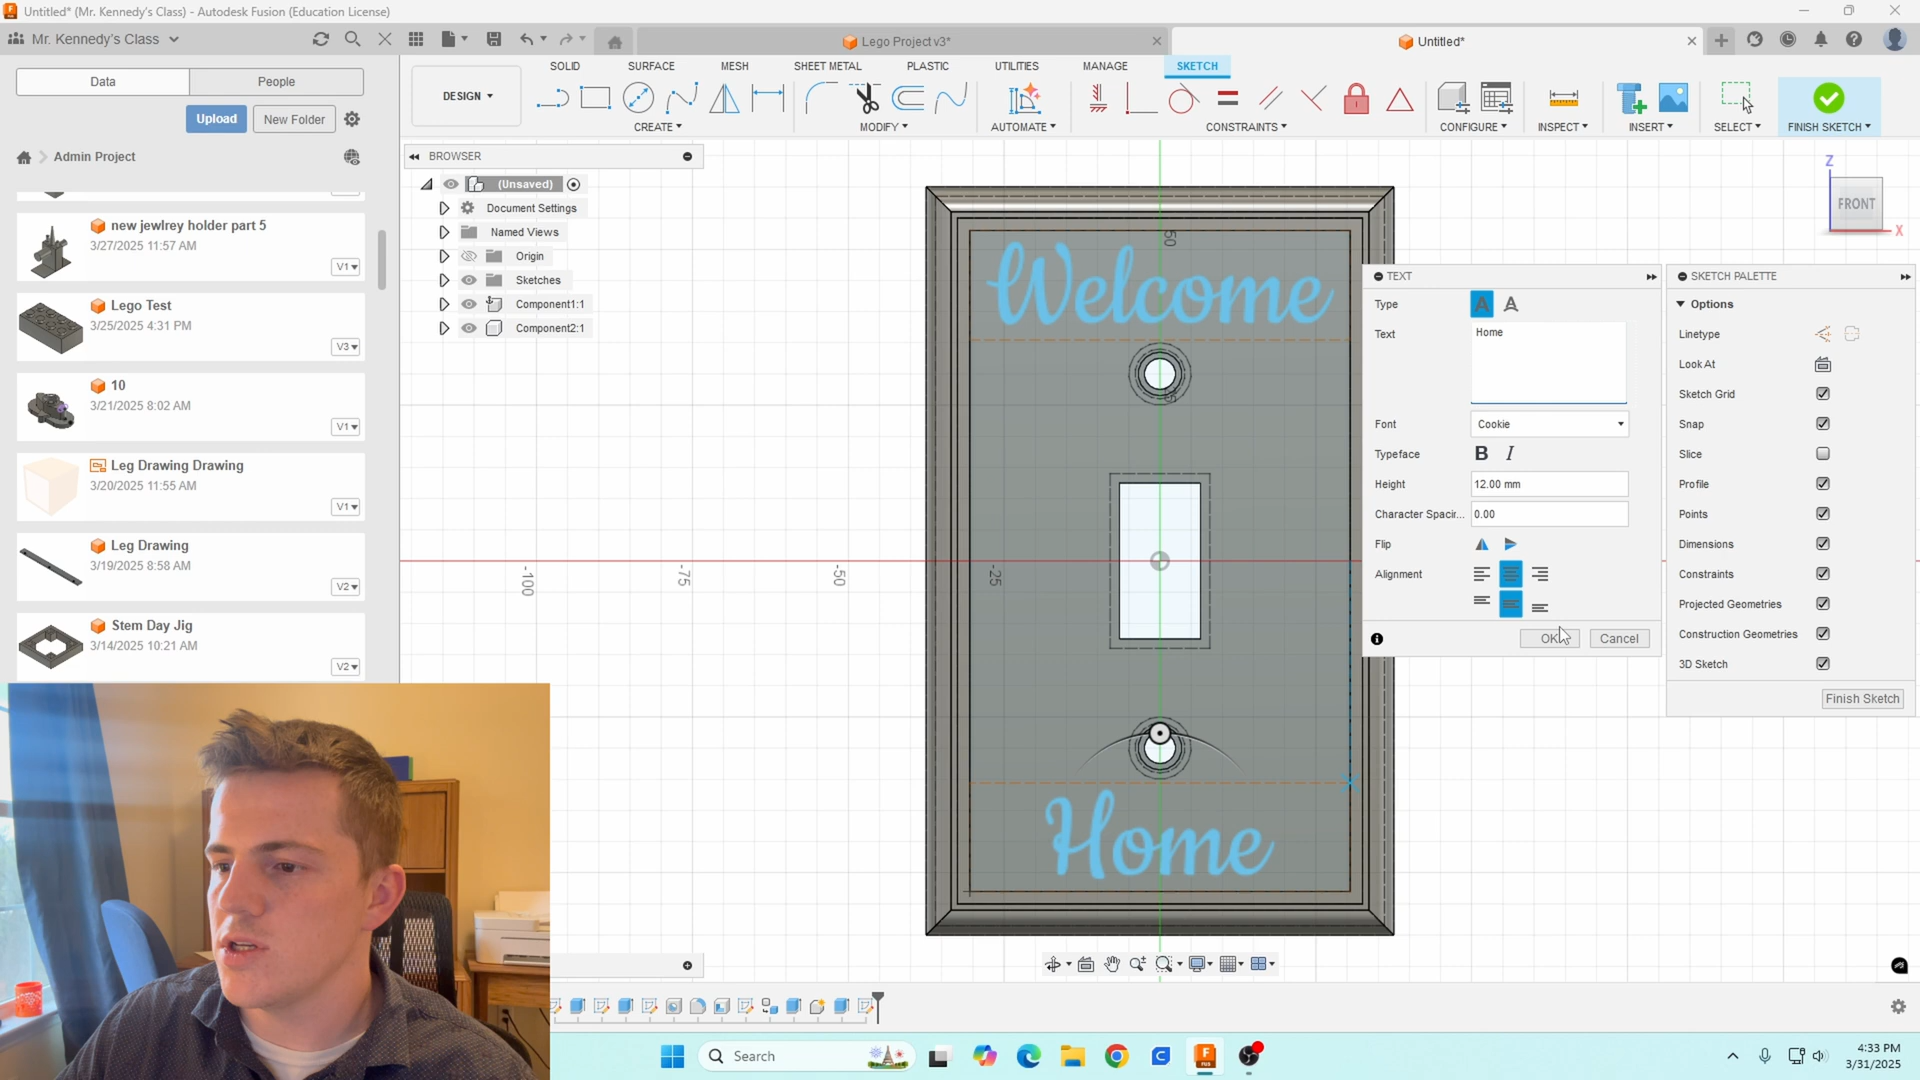 Untitled* (Mr. Kennedy's Class) - Autodesk Fusion (Education License)
Mr. Kennedy's Class
Lego Project v3*
Untitled*
Data
People
Upload
New Folder
Admin Project
new jewlrey holder part 5
3/27/2025 11:57 AM
V1
Lego Test
3/25/2025 4:31 PM
V3
10
3/21/2025 8:02 AM
V1
Leg Drawing Drawing
3/20/2025 11:55 AM
V1
Leg Drawing
3/19/2025 8:58 AM
V2
Stem Day Jig
3/14/2025 10:21 AM
V2
DESIGN
SOLID
SURFACE
MESH
SHEET METAL
PLASTIC
UTILITIES
MANAGE
SKETCH
CREATE
MODIFY
AUTOMATE
CONSTRAINTS
CONFIGURE
INSPECT
INSERT
SELECT
FINISH SKETCH
BROWSER
(Unsaved)
Document Settings
Named Views
Origin
Sketches
Component1:1
Component2:1
Welcome
Home
50
-100
-75
-50
-25
Z
FRONT
X
TEXT
Type
Text
Home
Font
Cookie
Typeface
B I
Height
12.00 mm
Character Spacir...
0.00
Flip
Alignment
OK
Cancel
SKETCH PALETTE
Options
Linetype
Look At
Sketch Grid
Snap
Slice
Profile
Points
Dimensions
Constraints
Projected Geometries
Construction Geometries
3D Sketch
Finish Sketch
Search
4:33 PM
3/31/2025